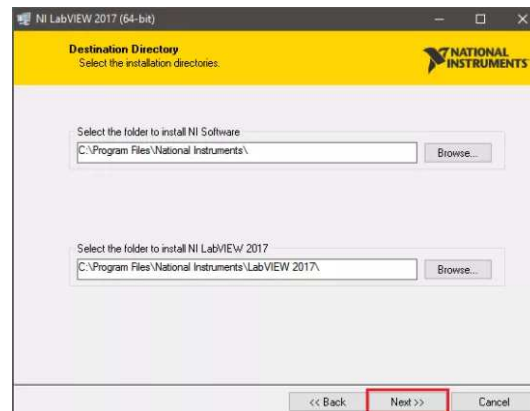 NI LabVIEW 2017 (64-bit)
Destination Directory
Select the installation directories.
NATIONAL
INSTRUMENTS
Select the folder to install NI Software
C:\Program Files\National Instruments\
Browse...
Select the folder to install NI LabVIEW 2017
C:\Program Files\National Instruments\LabVIEW 2017\
Browse...
<< Back
Next >>
Cancel